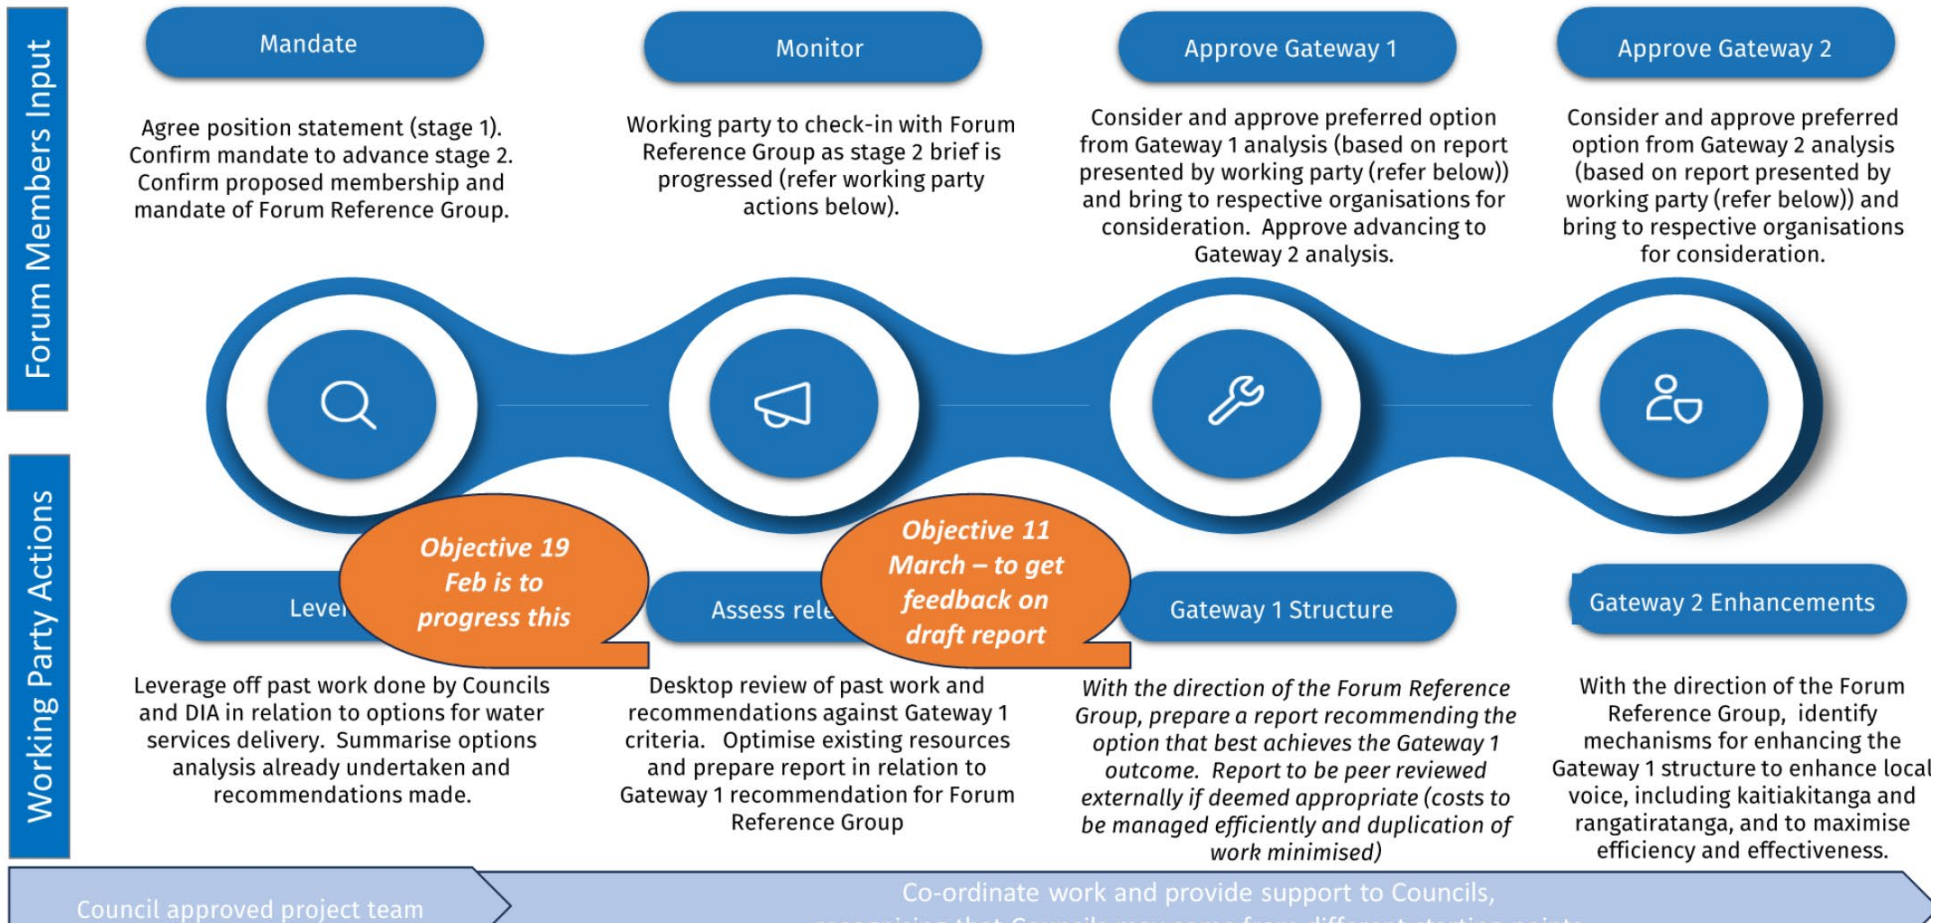 Forum Members Input
Mandate
Agree position statement (stage 1).
Confirm mandate to advance stage 2.
Confirm proposed membership and
mandate of Forum Reference Group.
Monitor
Working party to check-in with Forum
Reference Group as stage 2 brief is
progressed (refer working party
actions below).
Approve Gateway 1
Consider and approve preferred option
from Gateway 1 analysis (based on report
presented by working party (refer below))
and bring to respective organisations for
consideration.  Approve advancing to
Gateway 2 analysis.
Approve Gateway 2
Consider and approve preferred
option from Gateway 2 analysis
(based on report presented by
working party (refer below)) and
bring to respective organisations
for consideration.
Working Party Actions
Objective 19
Feb is to
progress this
Leverage off past work done by Councils
and DIA in relation to options for water
services delivery.  Summarise options
analysis already undertaken and
recommendations made.
Assess
Objective 11
March – to get
feedback on
draft report
Desktop review of past work and
recommendations against Gateway 1
criteria.   Optimise existing resources
and prepare report in relation to
Gateway 1 recommendation for Forum
Reference Group
Gateway 1 Structure
With the direction of the Forum Reference
Group, prepare a report recommending the
option that best achieves the Gateway 1
outcome.  Report to be peer reviewed
externally if deemed appropriate (costs to
be managed efficiently and duplication of
work minimised)
Gateway 2 Enhancements
With the direction of the Forum
Reference Group,  identify
mechanisms for enhancing the
Gateway 1 structure to enhance local
voice, including kaitiakitanga and
rangatiratanga, and to maximise
efficiency and effectiveness.
Council approved project team
Co-ordinate work and provide support to Councils,
recognising that Councils may come from different starting points